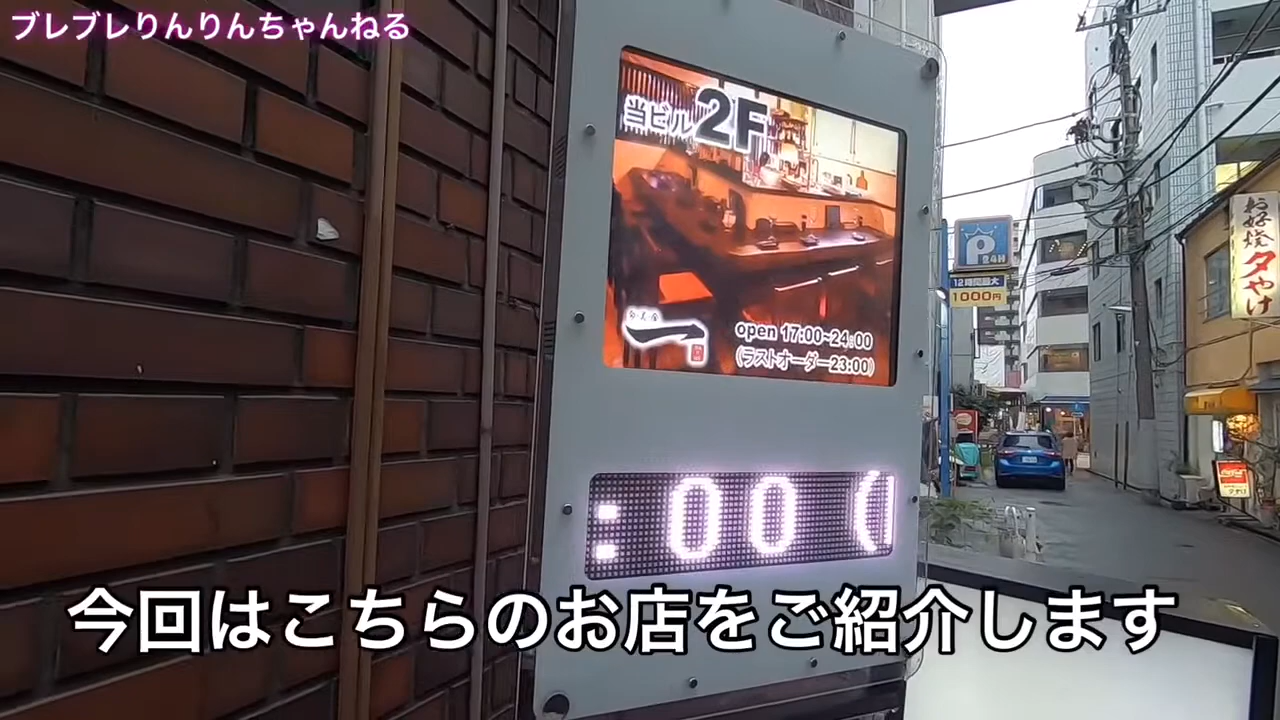 ブレブレりんりんちゃんねる
当ビル2F
一
open 17:00~24:00
(ラストオーダー23:00)
:00 (
P
24H
12時間最大
1000円
お好焼
夕やけ
今回はこちらのお店をご紹介します